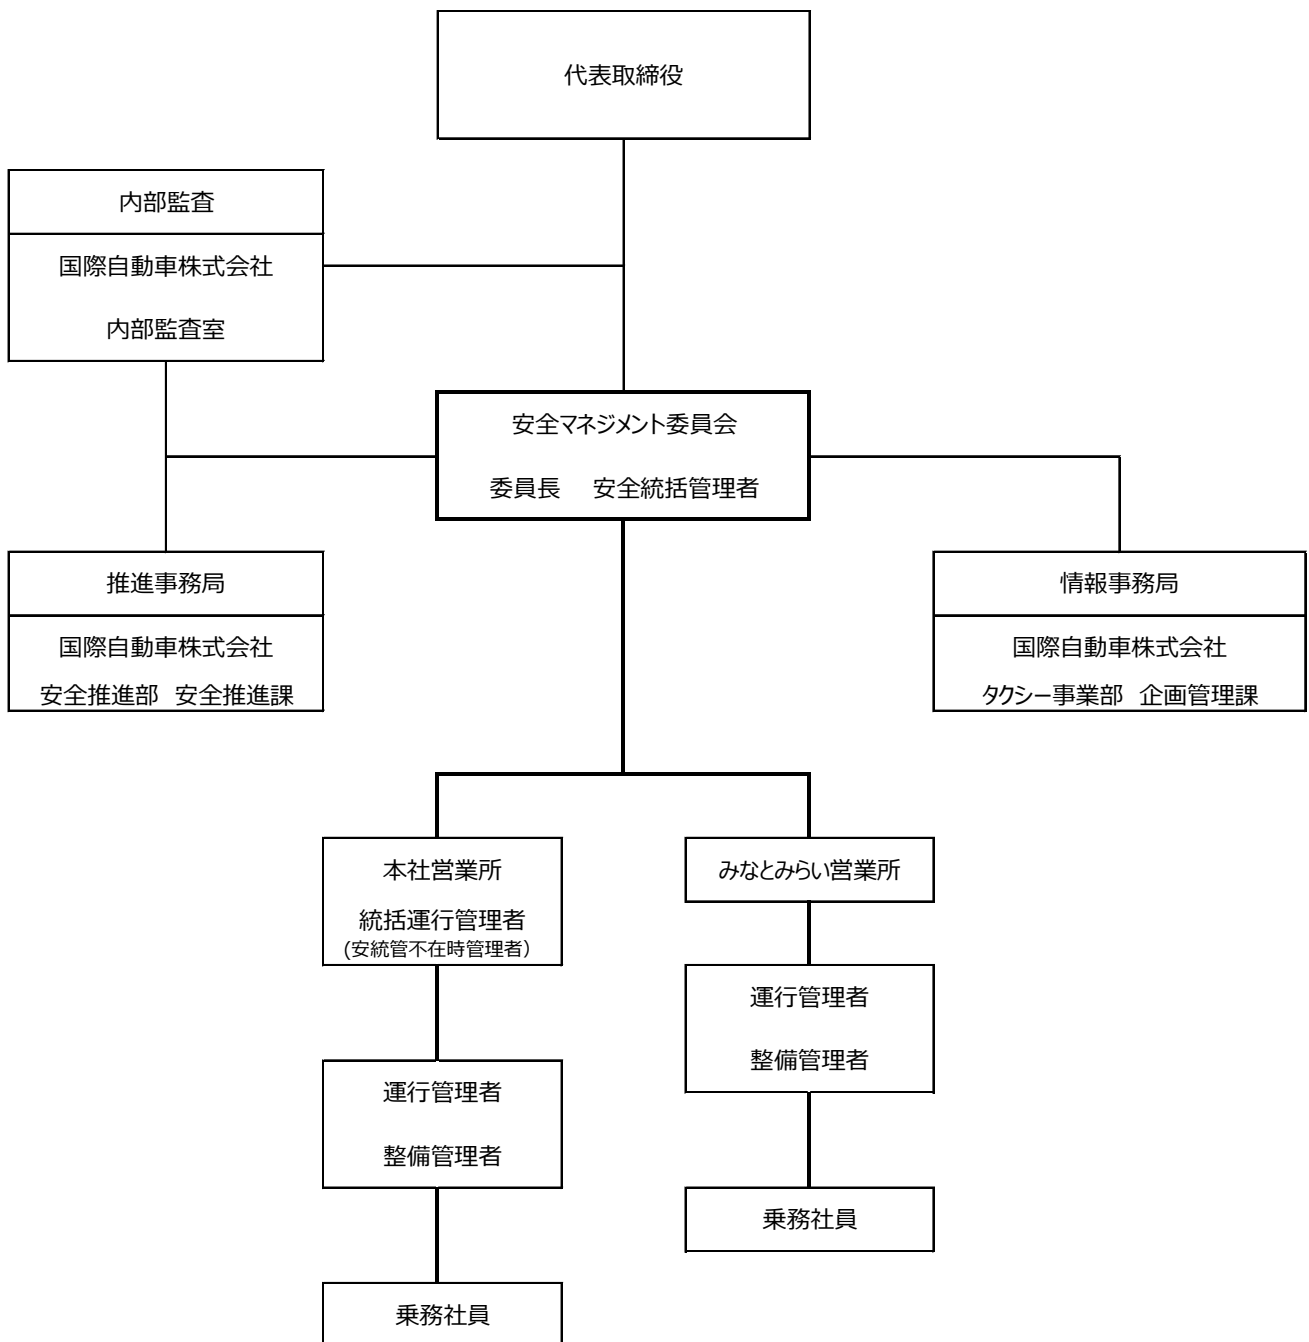 代表取締役
内部監査
国際自動車株式会社
内部監査室
安全マネジメント委員会
委員長　安全統括管理者
推進事務局
国際自動車株式会社
安全推進部　安全推進課
情報事務局
国際自動車株式会社
タクシー事業部　企画管理課
本社営業所
統括運行管理者
(安統管不在時管理者）
運行管理者
整備管理者
乗務社員
みなとみらい営業所
運行管理者
整備管理者
乗務社員